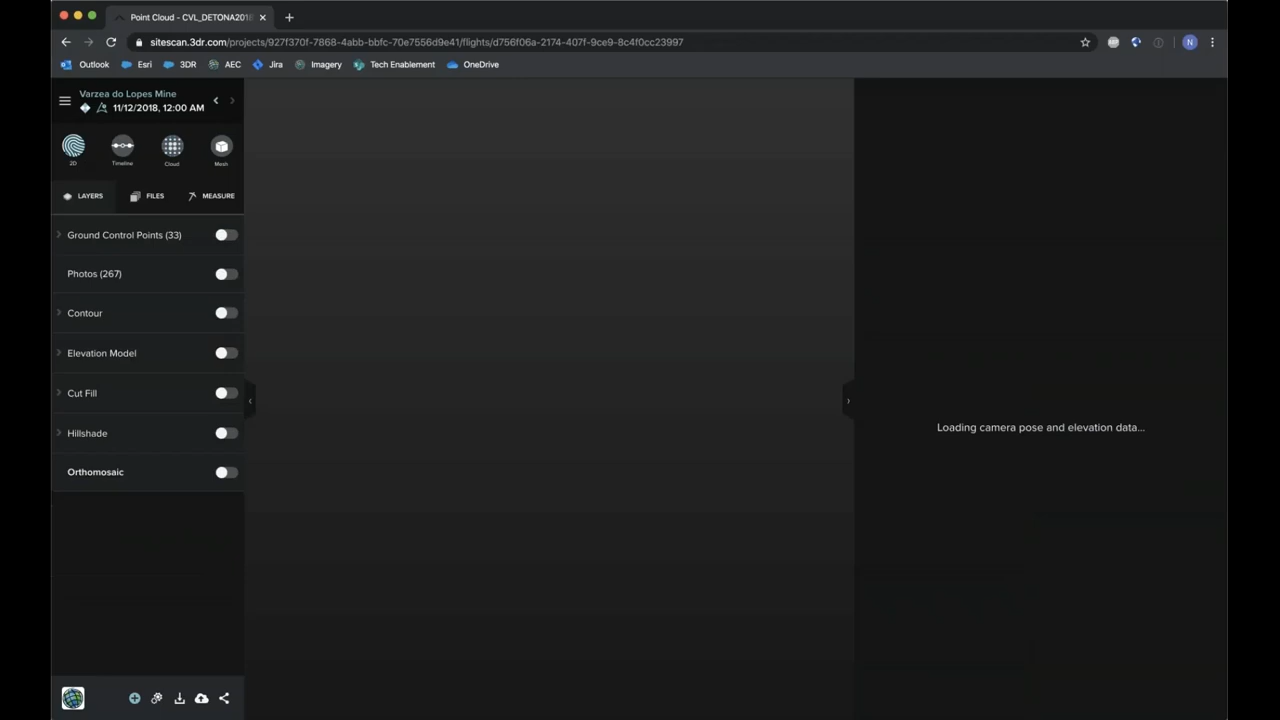 Point Cloud - CVL_DETONA2018
sitescan.3dr.com/projects/927f370f-7868-4abb-bbfc-70e7556d9e41/flights/d756f06a-2174-407f-9ce9-8c4f0cc23997
N
Outlook Esri 3DR AEC Jira Imagery Tech Enablement OneDrive
Varzea do Lopes Mine
11/12/2018, 12:00 AM
2D Timeline Cloud Mesh
LAYERS FILES MEASURE
Ground Control Points (33)
Photos (267)
Contour
Elevation Model
Cut Fill
Hillshade
Orthomosaic
Loading camera pose and elevation data...